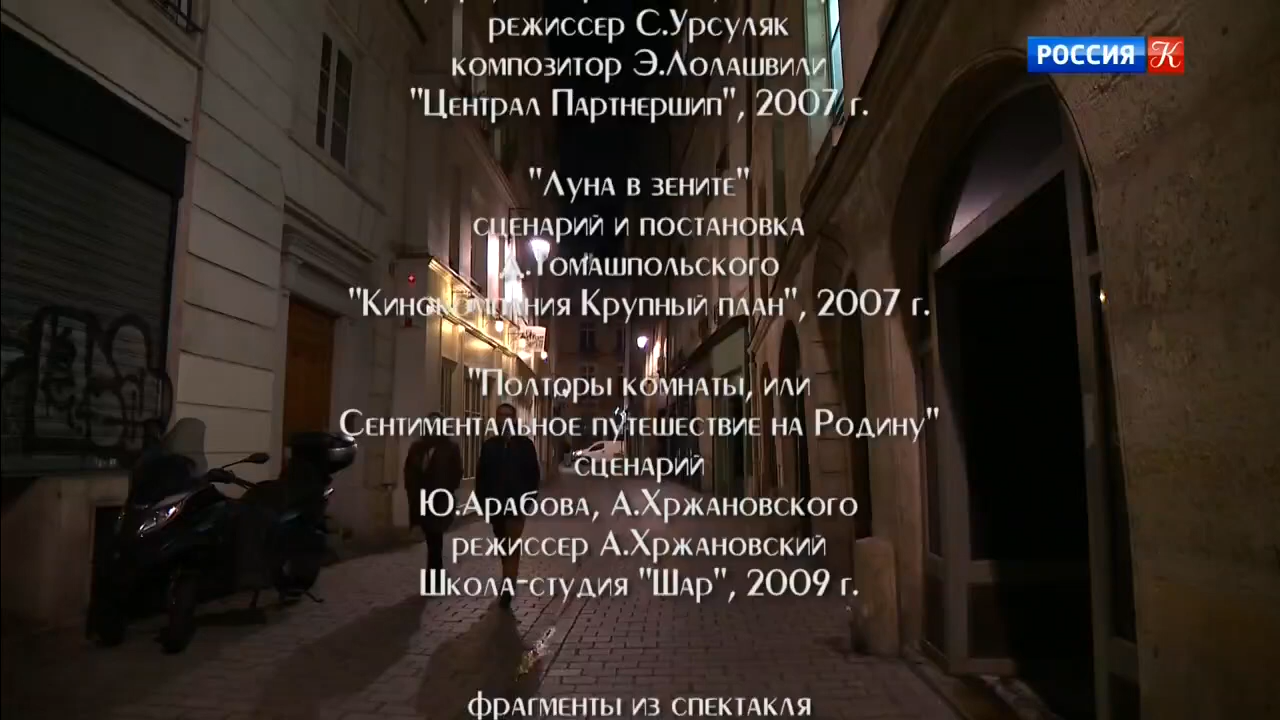 режиссер С.Урсуляк
композитор Э.Лолашвили
"Централ Партнершип", 2007 г.
РОССИЯ К
"Луна в зените"
сценарий и постановка
Д.Томашпольского
"Кинокомпания Крупный план", 2007 г.
"Полторы комнаты, или
Сентиментальное путешествие на Родину"
сценарий
Ю.Арабова, А.Хржановского
режиссер А.Хржановский
Школа-студия "Шар", 2009 г.
фрагменты из спектакля